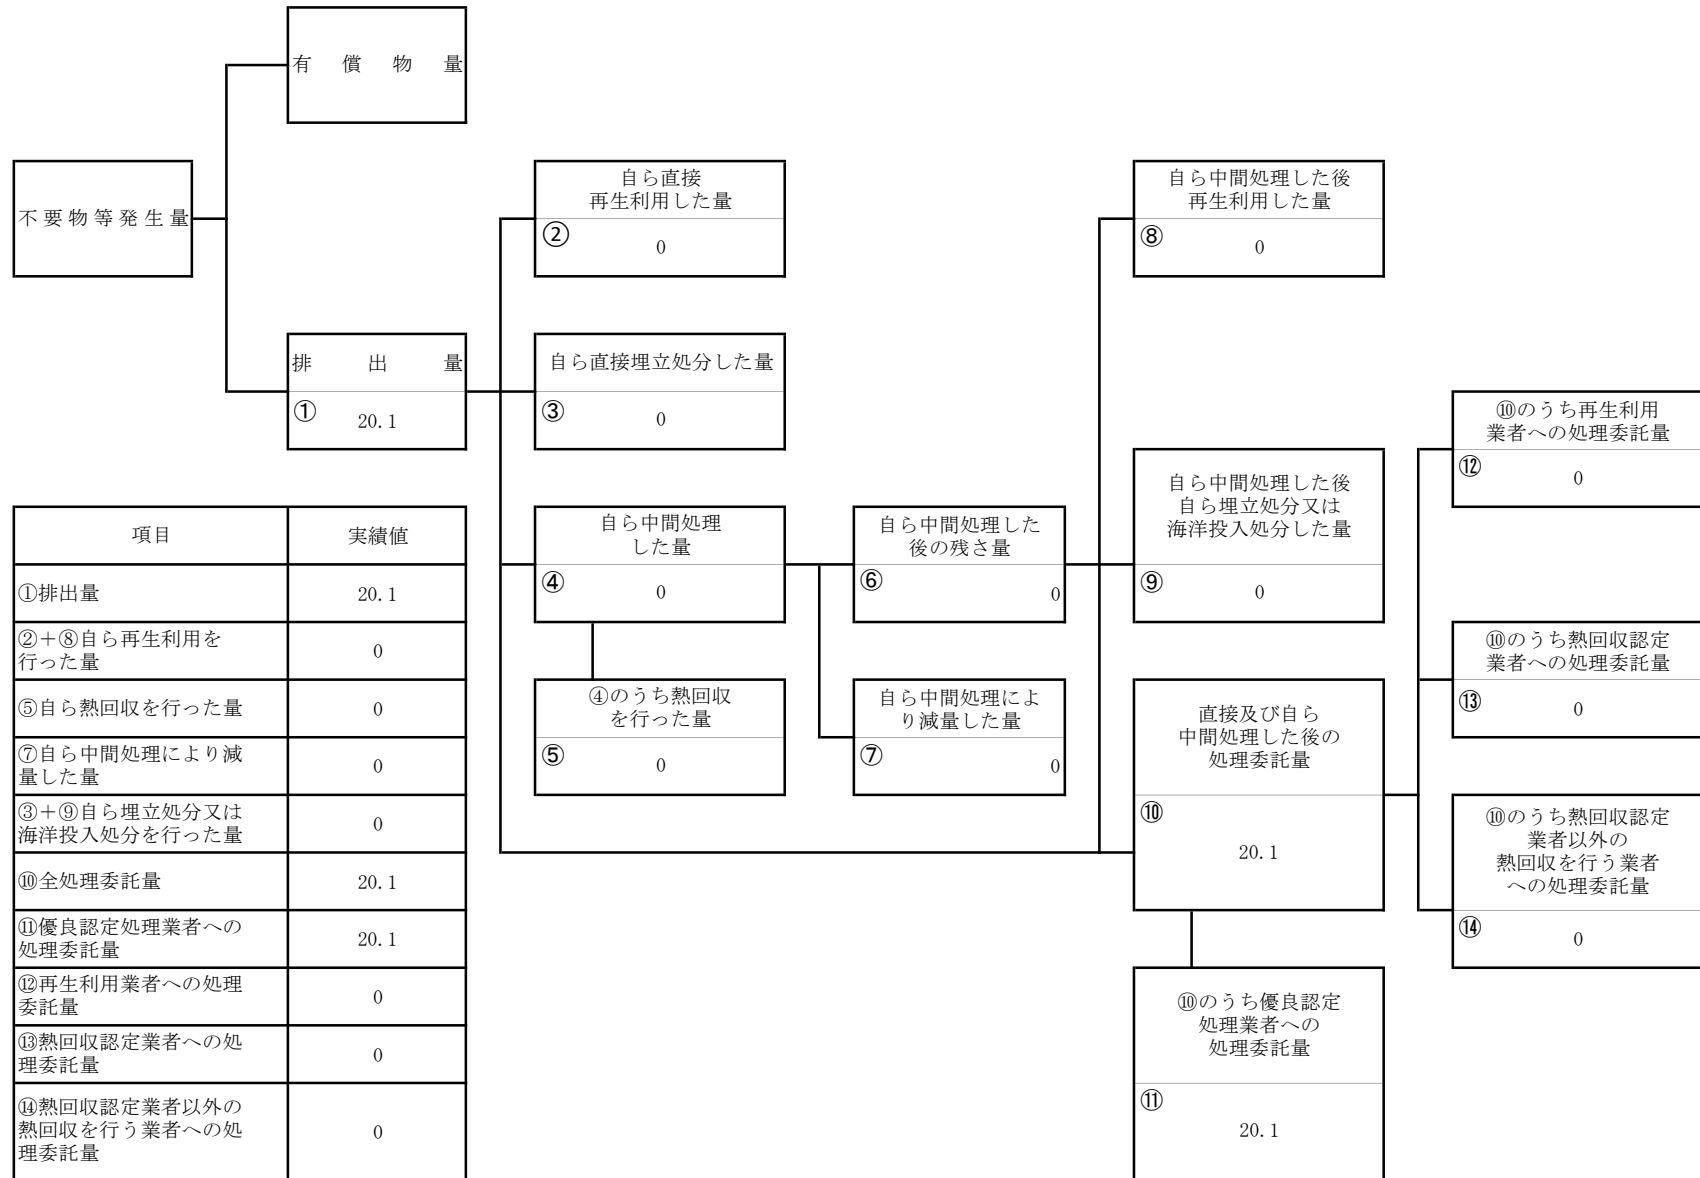 有償物量
不要物等発生量
排出量
①
20.1
自ら直接
再生利用した量
②
0
自ら直接埋立処分した量
③
0
自ら中間処理
した量
④
0
④のうち熱回収
を行った量
⑤
0
自ら中間処理した
後の残さ量
⑥
0
自ら中間処理によ
り減量した量
⑦
0
自ら中間処理した後
再生利用した量
⑧
0
自ら中間処理した後
自ら埋立処分又は
海洋投入処分した量
⑨
0
直接及び自ら
中間処理した後の
処理委託量
⑩
20.1
⑩のうち優良認定
処理業者への
処理委託量
⑪
20.1
⑩のうち再生利用
業者への処理委託量
⑫
0
⑩のうち熱回収認定
業者への処理委託量
⑬
0
⑩のうち熱回収認定
業者以外の
熱回収を行う業者
への処理委託量
⑭
0
項目 実績値
①排出量 20.1
②+⑧自ら再生利用を
行った量 0
⑤自ら熱回収を行った量 0
⑦自ら中間処理により減
量した量 0
③+⑨自ら埋立処分又は
海洋投入処分を行った量 0
⑩全処理委託量 20.1
⑪優良認定処理業者への
処理委託量 20.1
⑫再生利用業者への処理
委託量 0
⑬熱回収認定業者への処
理委託量 0
⑭熱回収認定業者以外の
熱回収を行う業者への処
理委託量 0